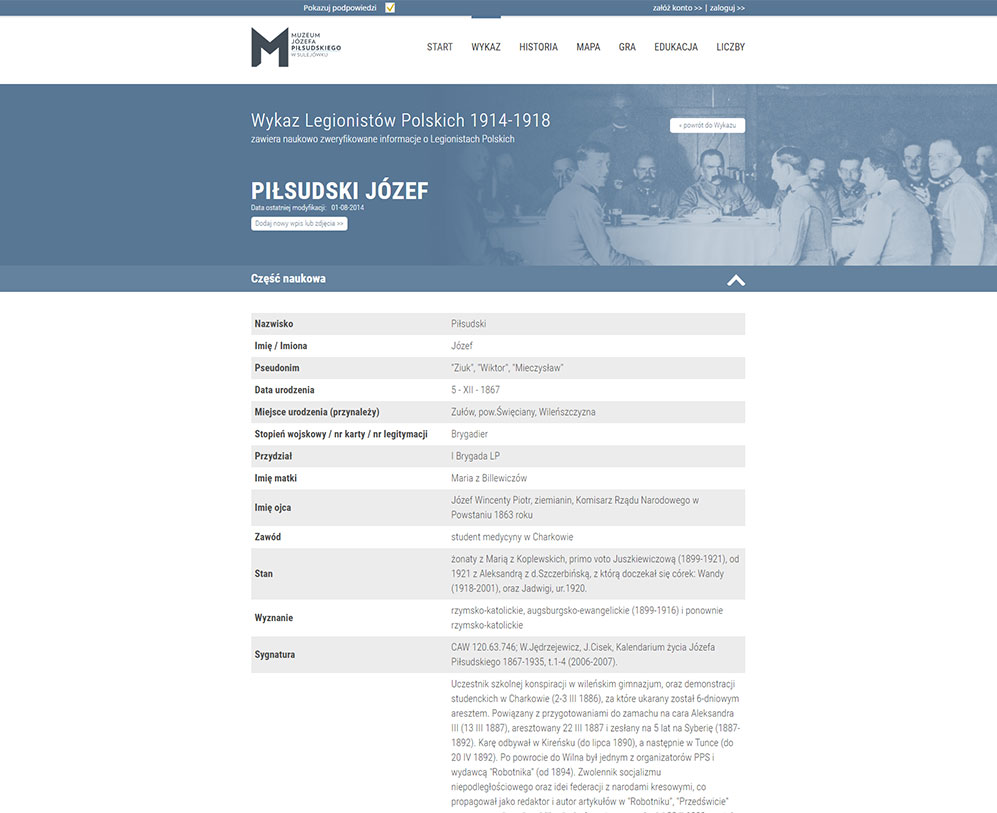 Pokazuj podpowiedzi
załóż konto >> | zaloguj >>
MUZEUM
JÓZEFA
PIŁSUDSKIEGO
W SULEJÓWKU
START WYKAZ HISTORIA MAPA GRA EDUKACJA LICZBY
Wykaz Legionistów Polskich 1914-1918
« powrót do Wykazu
zawiera naukowo zweryfikowane informacje o Legionistach Polskich
PIŁSUDSKI JÓZEF
Data ostatniej modyfikacji: 01-08-2014
Dodaj nowy wpis lub zdjęcia >>
Część naukowa
Nazwisko Piłsudski
Imię / Imiona Józef
Pseudonim "Ziuk", "Wiktor", "Mieczysław"
Data urodzenia 5 - XII - 1867
Miejsce urodzenia (przynależy) Zułów, pow.Święciany, Wileńszczyzna
Stopień wojskowy / nr karty / nr legitymacji Brygadier
Przydział I Brygada LP
Imię matki Maria z Billewiczów
Imię ojca Józef Wincenty Piotr, ziemianin, Komisarz Rządu Narodowego w
Powstaniu 1863 roku
Zawód student medycyny w Charkowie
Stan żonaty z Marią z Koplewskich, primo voto Juszkiewiczową (1899-1921), od
1921 z Aleksandrą z d.Szczerbińską, z którą doczekał się córek: Wandy
(1918-2001), oraz Jadwigi, ur.1920.
Wyznanie rzymsko-katolickie, augsburgsko-ewangelickie (1899-1916) i ponownie
rzymsko-katolickie
Sygnatura CAW 120.63.746; W.Jędrzejewicz, J.Cisek, Kalendarium życia Józefa
Piłsudskiego 1867-1935, t.1-4 (2006-2007).
Uczestnik szkolnej konspiracji w wileńskim gimnazjum, oraz demonstracji
studenckich w Charkowie (2-3 III 1886), za które ukarany został 6-dniowym
aresztem. Powiązany z przygotowaniami do zamachu na cara Aleksandra
III (13 III 1887), aresztowany 22 III 1887 i zesłany na 5 lat na Syberię (1887-
1892). Karę odbywał w Kireńsku (do lipca 1890), a następnie w Tunce (do
20 IV 1892). Po powrocie do Wilna był jednym z organizatorów PPS i
wydawcą "Robotnika" (od 1894). Zwolennik socjalizmu
niepodległościowego oraz idei federacji z narodami kresowymi, co
propagował jako redaktor i autor artykułów w "Robotniku", "Przedświcie"